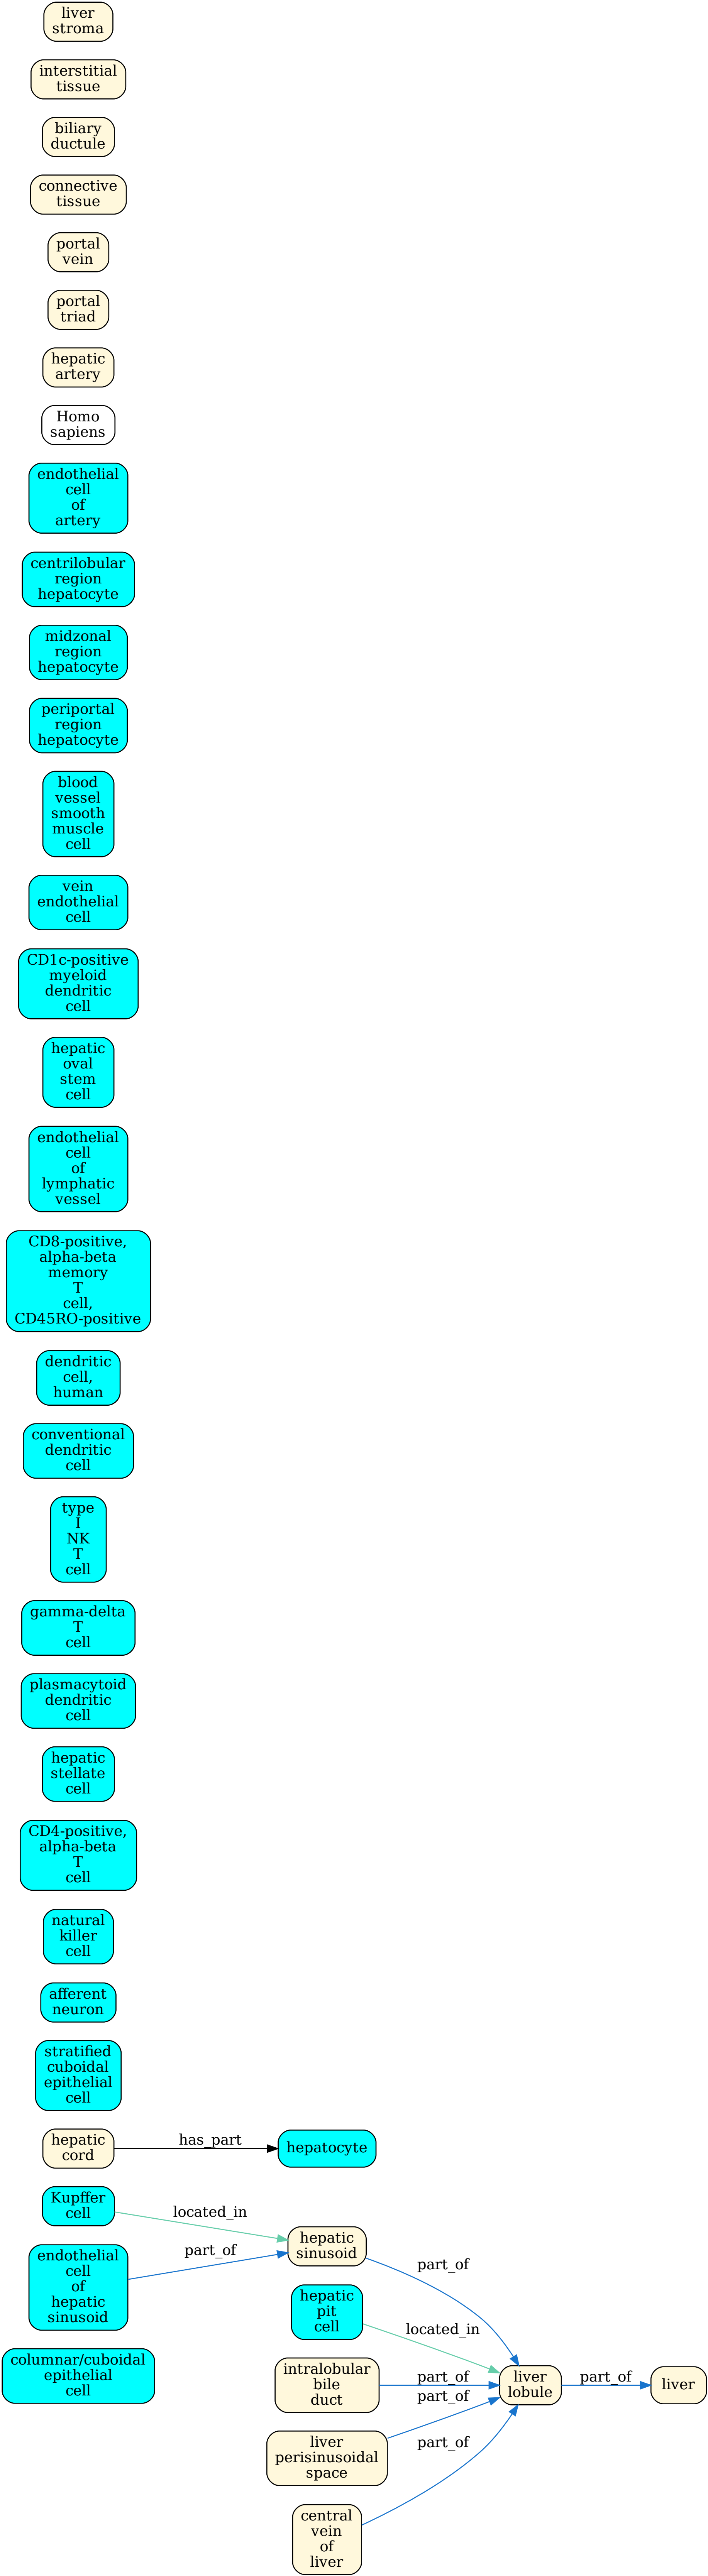 liver
stroma
interstitial
tissue
biliary
ductule
connective
tissue
portal
vein
portal
triad
hepatic
artery
Homo
sapiens
endothelial
cell
of
artery
centrilobular
region
hepatocyte
midzonal
region
hepatocyte
periportal
region
hepatocyte
blood
vessel
smooth
muscle
cell
vein
endothelial
cell
CD1c-positive
myeloid
dendritic
cell
hepatic
oval
stem
cell
endothelial
cell
of
lymphatic
vessel
CD8-positive,
alpha-beta
memory
T
cell,
CD45RO-positive
dendritic
cell,
human
conventional
dendritic
cell
type
I
NK
T
cell
gamma-delta
T
cell
plasmacytoid
dendritic
cell
hepatic
stellate
cell
CD4-positive,
alpha-beta
T
cell
natural
killer
cell
afferent
neuron
stratified
cuboidal
epithelial
cell
hepatic
cord
has_part
hepatocyte
Kupffer
cell
located_in
endothelial
cell
of
hepatic
sinusoid
part_of
hepatic
sinusoid
part_of
hepatic
pit
cell
located_in
columnar/cuboidal
epithelial
cell
intralobular
bile
duct
part_of
liver
perisinusoidal
space
part_of
central
vein
of
liver
part_of
liver
lobule
part_of
liver